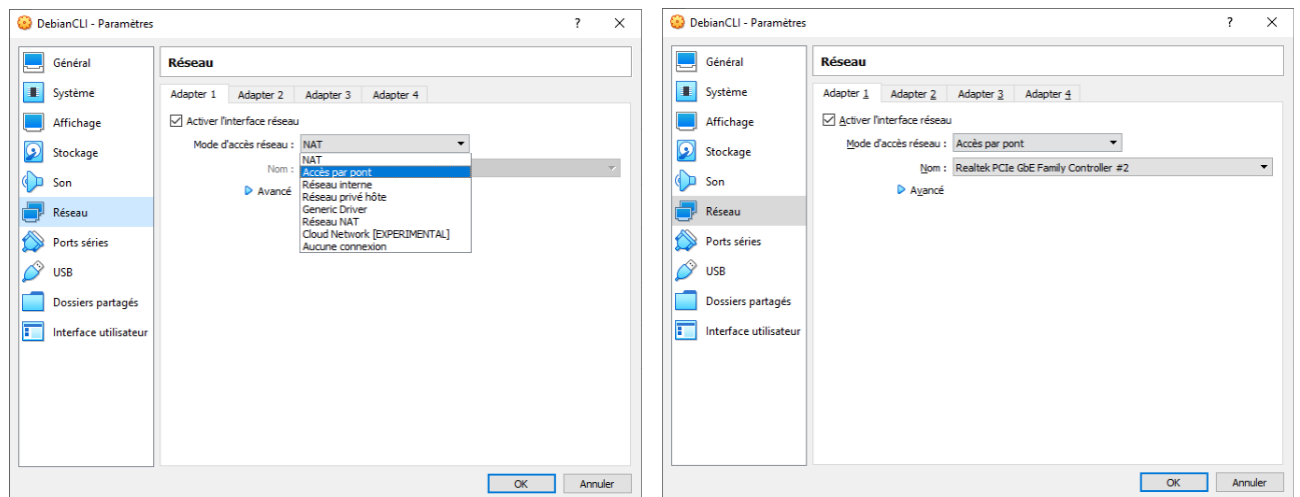 DebianCLI - Paramètres
?
Général
Système
Affichage
Stockage
Son
Réseau
Ports séries
USB
Dossiers partagés
Interface utilisateur
Réseau
Adapter 1
Adapter 2
Adapter 3
Adapter 4
Activer l'interface réseau
Mode d'accès réseau : NAT
NAT
Accès par pont
Réseau interne
Réseau privé hôte
Generic Driver
Réseau NAT
Cloud Network [EXPERIMENTAL]
Aucune connexion
Nom :
Avancé
OK
Annuler
DebianCLI - Paramètres
?
Général
Système
Affichage
Stockage
Son
Réseau
Ports séries
USB
Dossiers partagés
Interface utilisateur
Réseau
Adapter 1
Adapter 2
Adapter 3
Adapter 4
Activer l'interface réseau
Mode d'accès réseau : Accès par pont
Nom : Realtek PCIe GbE Family Controller #2
Avancé
OK
Annuler